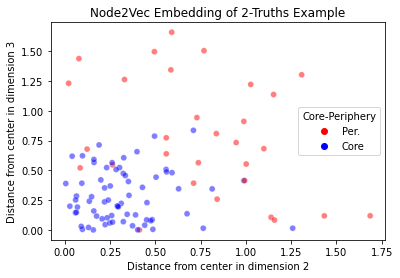 Node2Vec Embedding of 2-Truths Example
Distance from center in dimension 3
1.50
1.25
1.00
0.75
0.50
0.25
0.00
Core-Periphery
Per.
Core
0.00 0.25 0.50 0.75 1.00 1.25 1.50 1.75
Distance from center in dimension 2